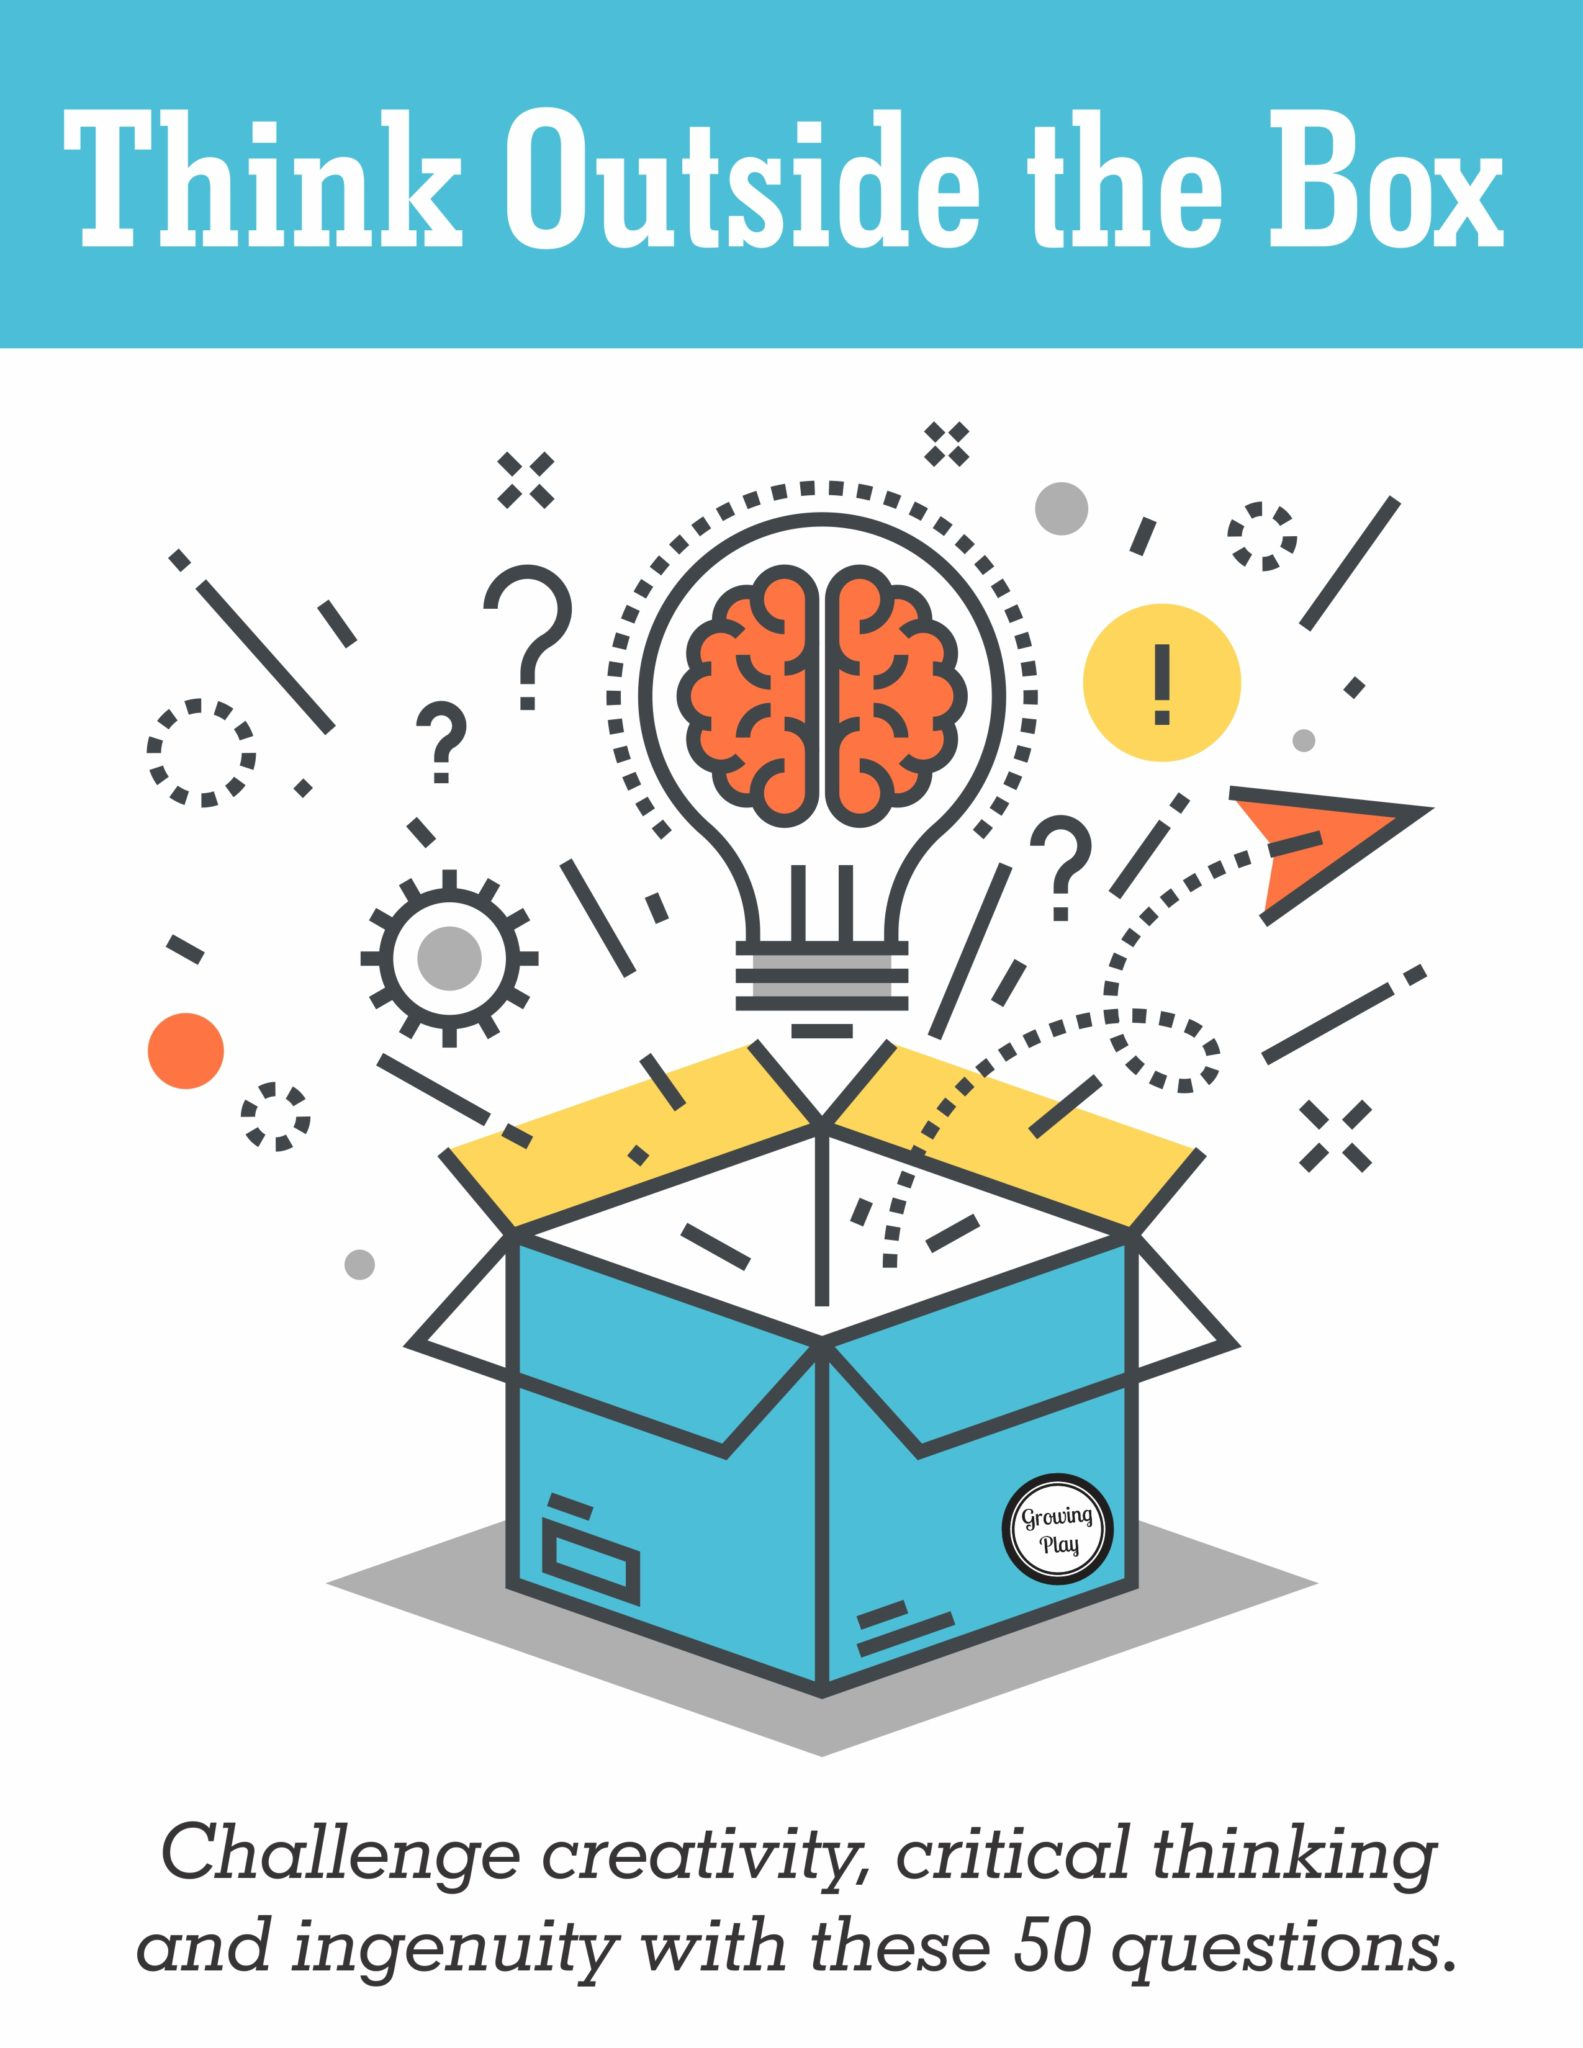 Think Outside the Box
?
?
!
?
Growing
Play
Challenge creativity, critical thinking
and ingenuity with these 50 questions.